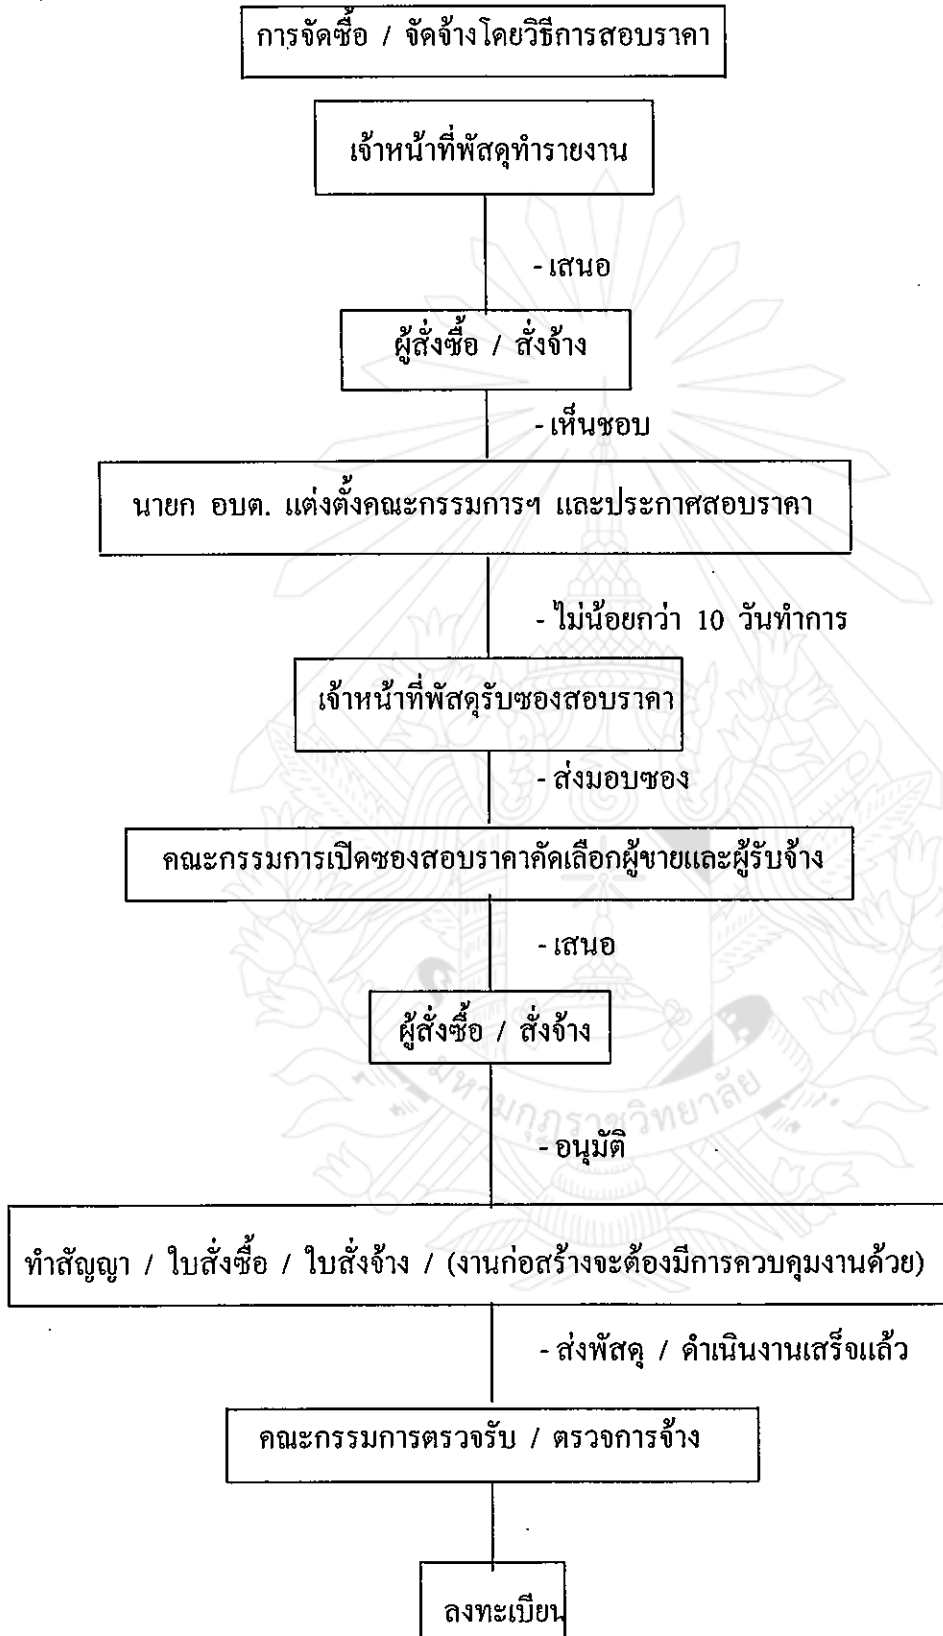 การจัดซื้อ / จัดจ้างโดยวิธีการสอบราคา
เจ้าหน้าที่พัสดุทำรายงาน
- เสนอ
ผู้สั่งซื้อ / สั่งจ้าง
- เห็นชอบ
นายก อบต. แต่งตั้งคณะกรรมการฯ และประกาศสอบราคา
- ไม่น้อยกว่า 10 วันทำการ
เจ้าหน้าที่พัสดุรับซองสอบราคา
- ส่งมอบซอง
คณะกรรมการเปิดซองสอบราคาคัดเลือกผู้ขายและผู้รับจ้าง
- เสนอ
ผู้สั่งซื้อ / สั่งจ้าง
มหามกุฏราชวิทยาลัย
- อนุมัติ
ทำสัญญา / ใบสั่งซื้อ / ใบสั่งจ้าง / (งานก่อสร้างจะต้องมีการควบคุมงานด้วย)
- ส่งพัสดุ / ดำเนินงานเสร็จแล้ว
คณะกรรมการตรวจรับ / ตรวจการจ้าง
ลงทะเบียน